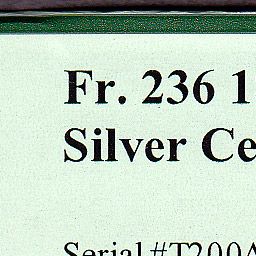 Fr. 236 1
Silver Ce
Serial #T200A